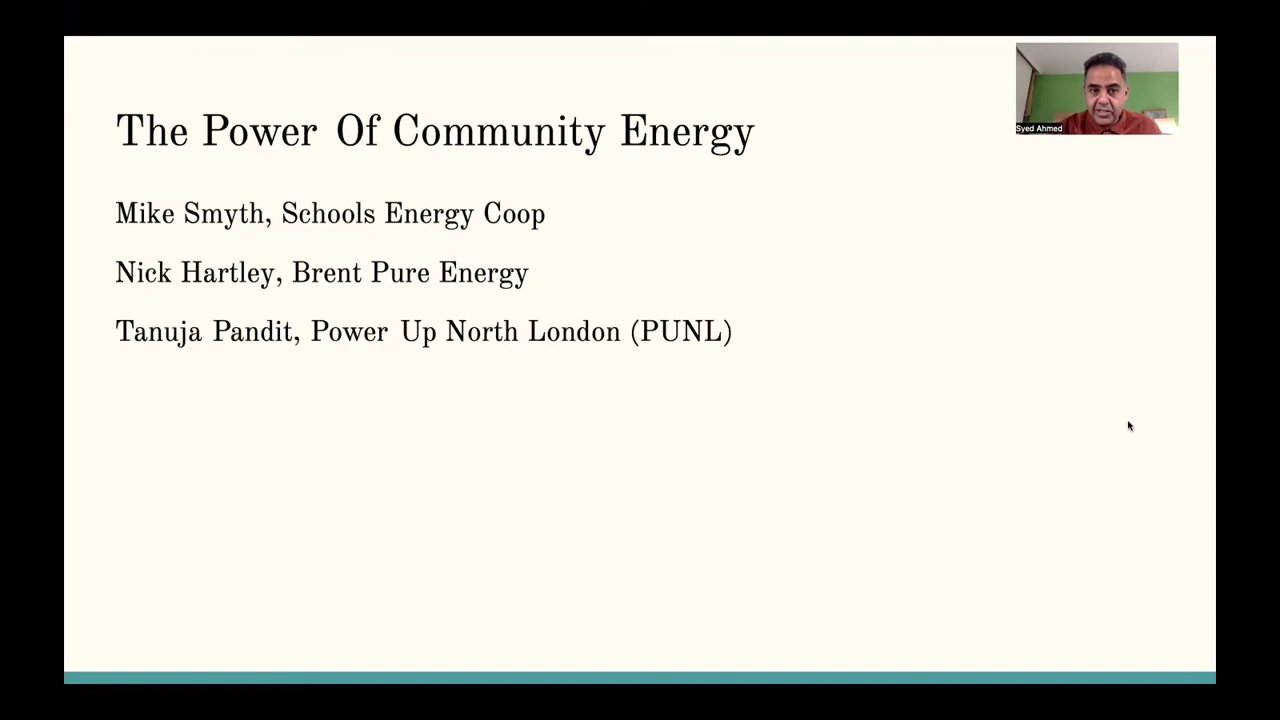 The Power Of Community Energy
Syed Ahmed
Mike Smyth, Schools Energy Coop
Nick Hartley, Brent Pure Energy
Tanuja Pandit, Power Up North London (PUNL)